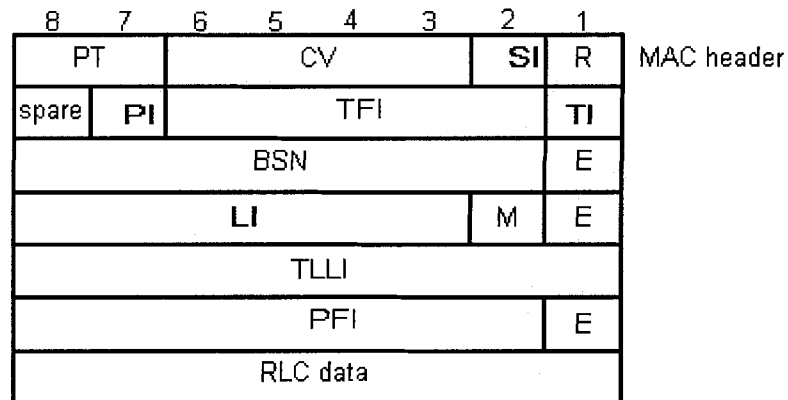 8 7 6 5 4 3 2 1
PT CV SI R MAC header
spare PI TFI TI
BSN E
LI M E
TLLI
PFI E
RLC data